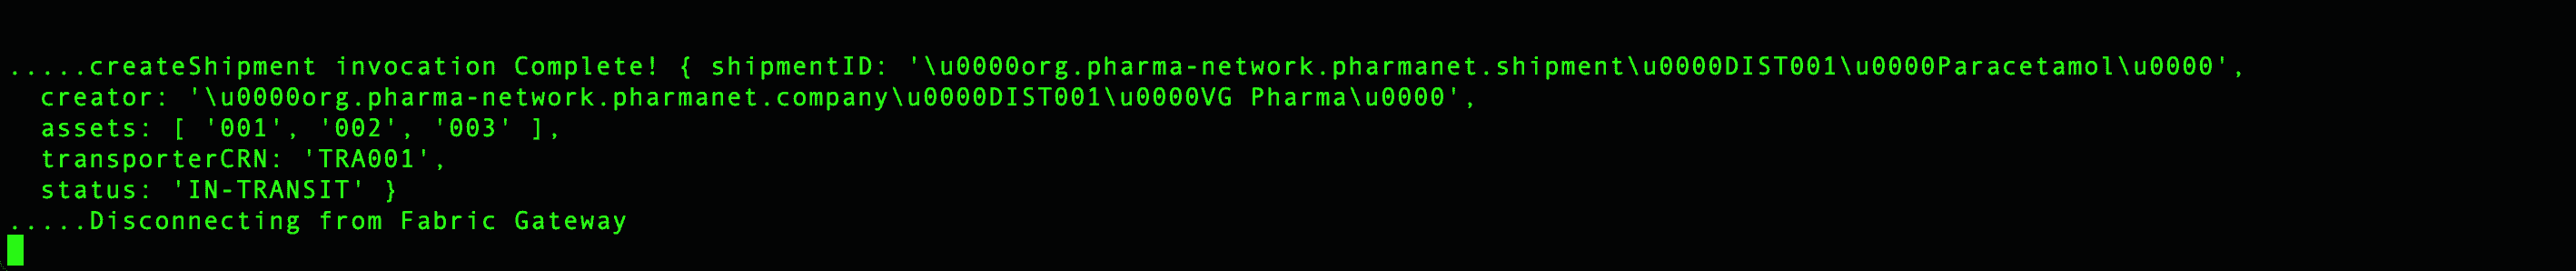 .....createShipment invocation Complete! { shipmentID: '\u0000org.pharma-network.pharmanet.shipment\u0000DIST001\u0000Paracetamol\u0000',
  creator: '\u0000org.pharma-network.pharmanet.company\u0000DIST001\u0000VG Pharma\u0000',
  assets: [ '001', '002', '003' ],
  transporterCRN: 'TRA001',
  status: 'IN-TRANSIT' }
.....Disconnecting from Fabric Gateway